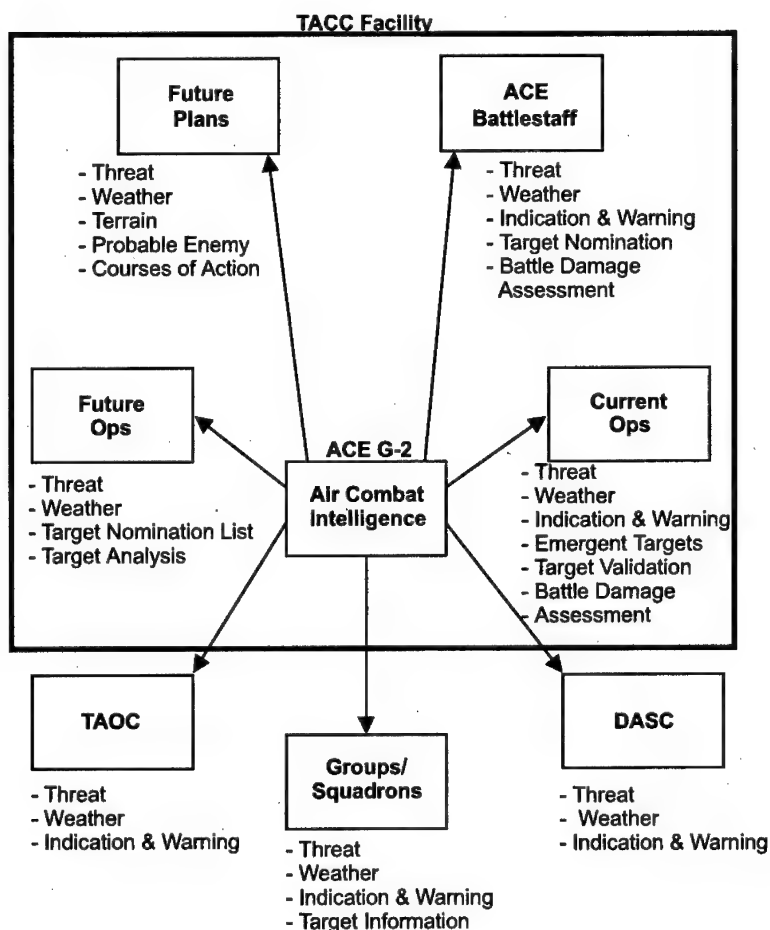 TACC Facility
Future
Plans
- Threat
- Weather
- Terrain
- Probable Enemy
- Courses of Action
ACE
Battlestaff
- Threat
- Weather
- Indication & Warning
- Target Nomination
- Battle Damage
Assessment
Future
Ops
- Threat
- Weather
- Target Nomination List
- Target Analysis
ACE G-2
Air Combat
Intelligence
Current
Ops
- Threat
- Weather
- Indication & Warning
- Emergent Targets
- Target Validation
- Battle Damage
- Assessment
TAOC
- Threat
- Weather
- Indication & Warning
Groups/
Squadrons
- Threat
- Weather
- Indication & Warning
- Target Information
DASC
- Threat
- Weather
- Indication & Warning